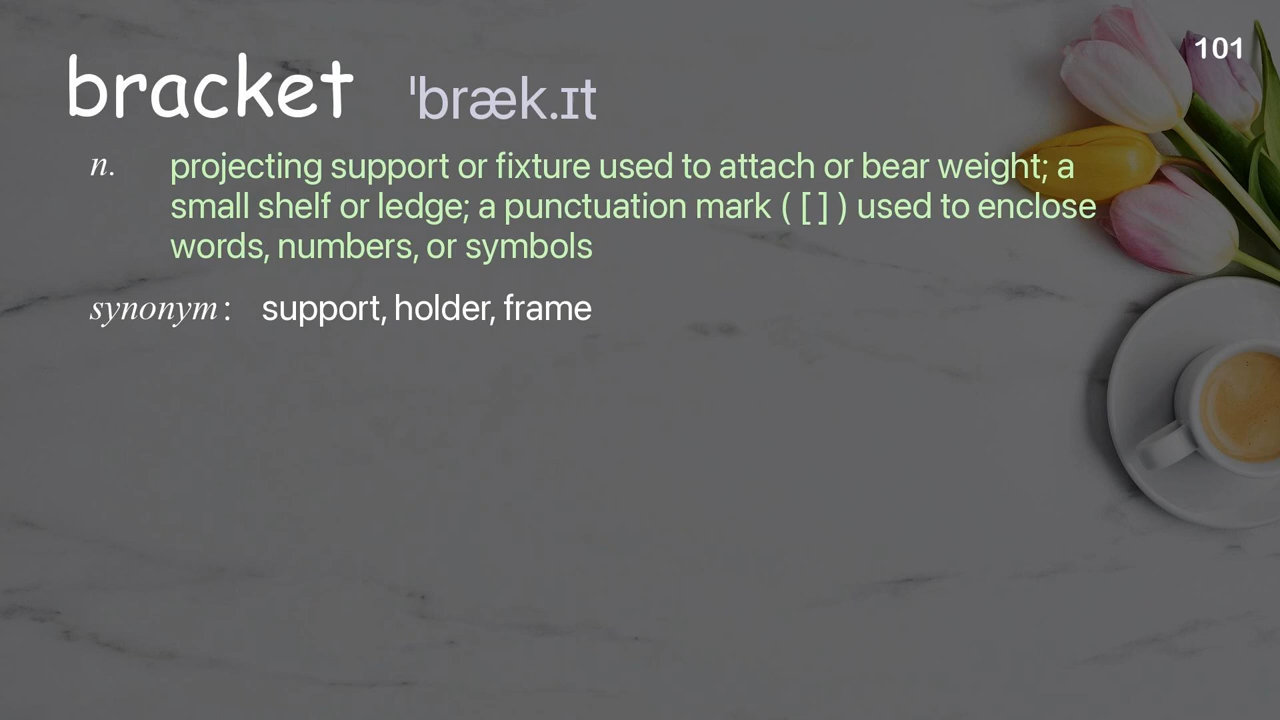 101
bracket ˈbræk.ɪt
n. projecting support or fixture used to attach or bear weight; a
small shelf or ledge; a punctuation mark ( [ ] ) used to enclose
words, numbers, or symbols
synonym : support, holder, frame